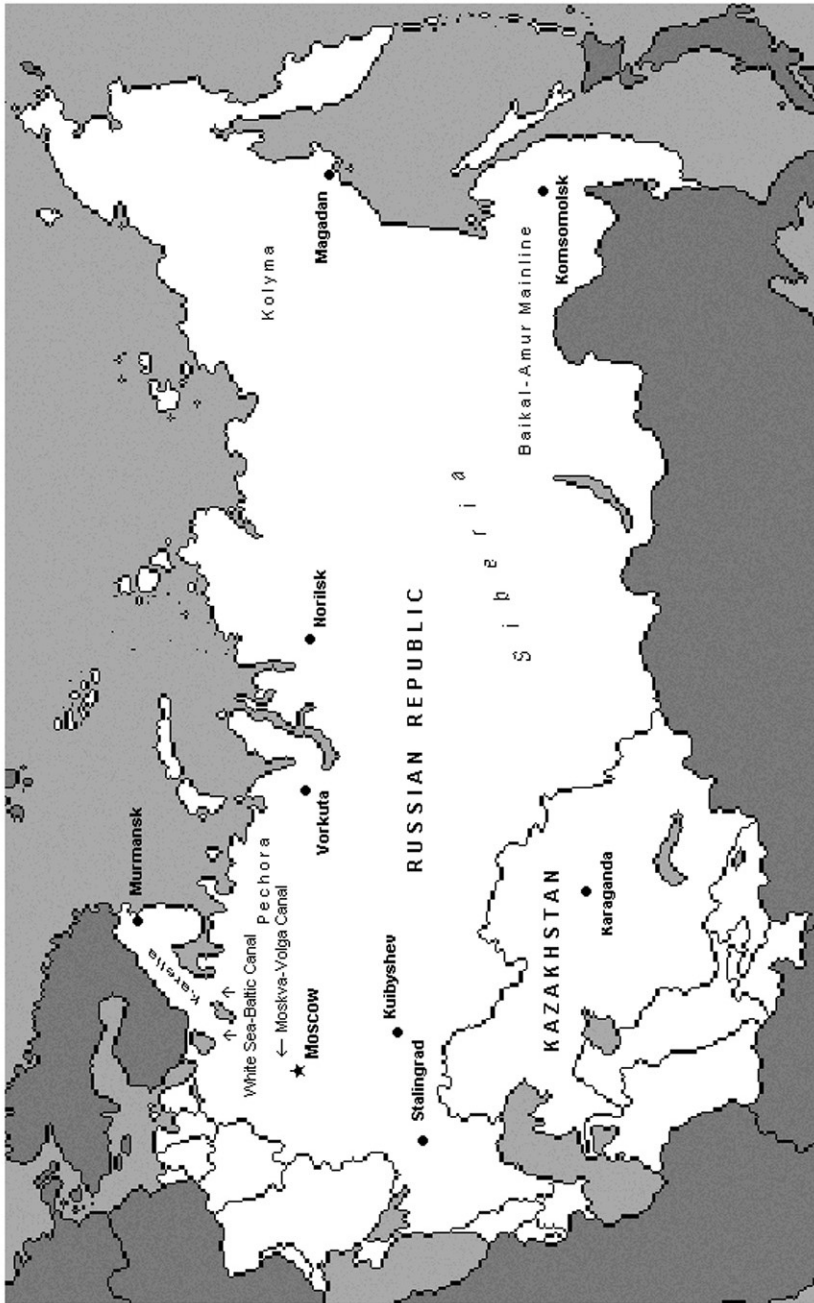 Murmansk
Karelia
White Sea-Baltic Canal
Pechora
← Moskva-Volga Canal
Moscow
Vorkuta
Norilsk
Kolyma
Magadan
Kuibyshev
Stalingrad
RUSSIAN REPUBLIC
Siberia
Baikal-Amur Mainline
Komsomolsk
KAZAKHSTAN
Karaganda